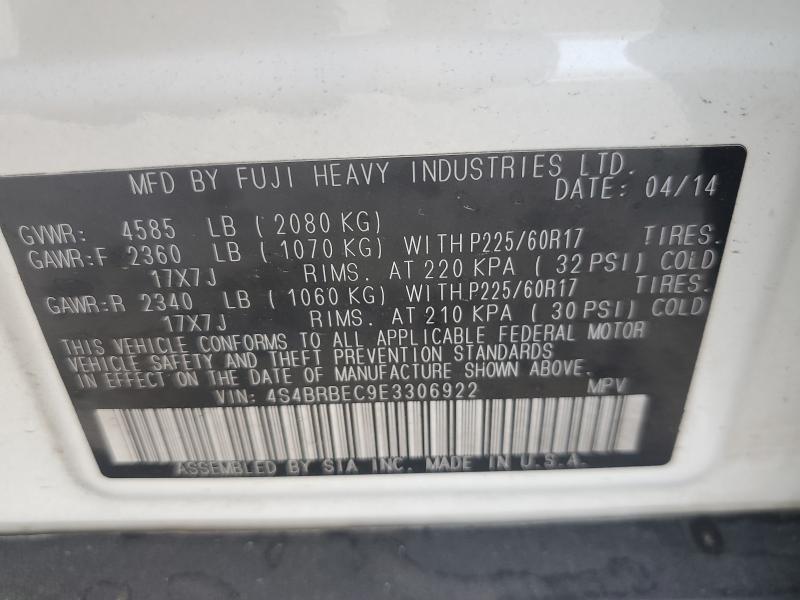 MFD BY FUJI HEAVY INDUSTRIES LTD.
DATE: 04/14
GVWR: 4585 LB ( 2080 KG)
GAWR:F 2360 LB ( 1070 KG) WITH P225/60R17 TIRES.
17X7J RIMS. AT 220 KPA ( 32 PSI) COLD
GAWR:R 2340 LB ( 1060 KG) WITH P225/60R17 TIRES.
17X7J RIMS. AT 210 KPA ( 30 PSI) COLD
THIS VEHICLE CONFORMS TO ALL APPLICABLE FEDERAL MOTOR
VEHICLE SAFETY AND THEFT PREVENTION STANDARDS
IN EFFECT ON THE DATE OF MANUFACTURE SHOWN ABOVE.
VIN: 4S4BRBEC9E3306922 MPV
ASSEMBLED BY SIA INC. MADE IN U.S.A.